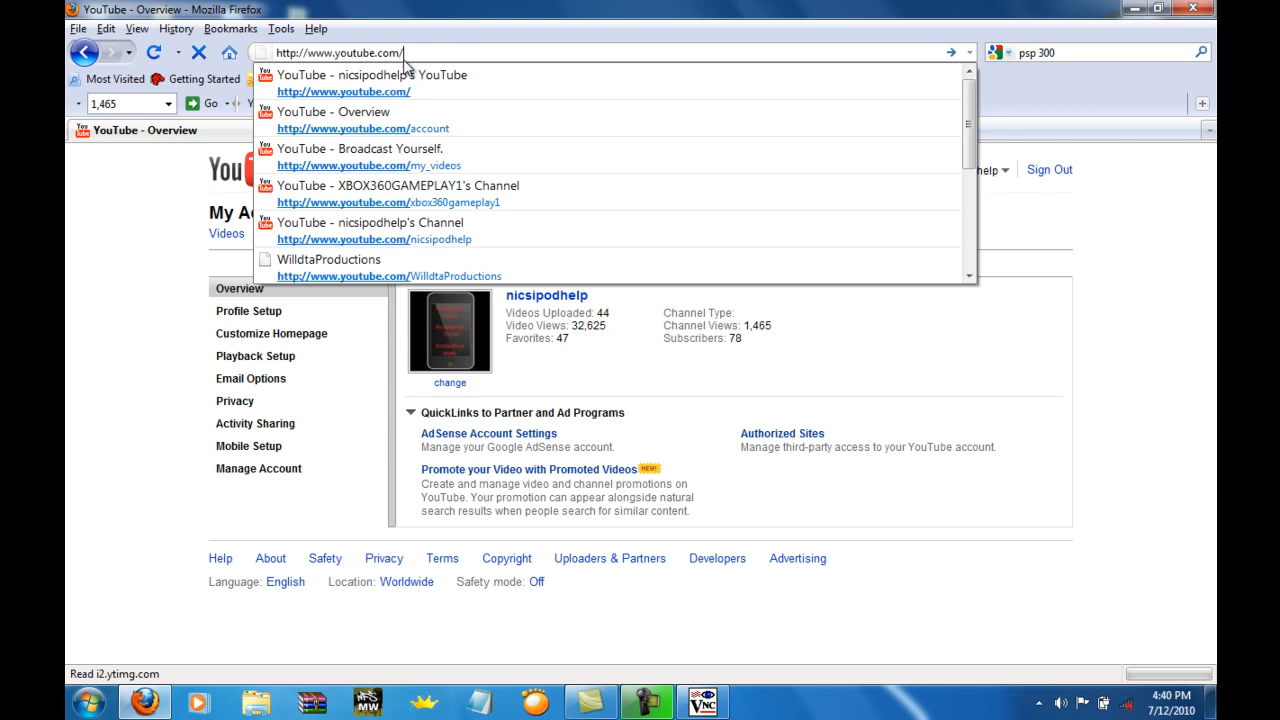 YouTube - Overview - Mozilla Firefox
File Edit View History Bookmarks Tools Help
http://www.youtube.com/
psp 300
Most Visited Getting Started
YouTube - nicsipodhelp's YouTube
http://www.youtube.com/
YouTube - Overview
http://www.youtube.com/account
YouTube - Broadcast Yourself.
http://www.youtube.com/my_videos
YouTube - XBOX360GAMEPLAY1's Channel
http://www.youtube.com/xbox360gameplay1
YouTube - nicsipodhelp's Channel
http://www.youtube.com/nicsipodhelp
WilldtaProductions
http://www.youtube.com/WilldtaProductions
1,465 Go
YouTube - Overview
You
help Sign Out
My
Videos
Overview
Profile Setup
Customize Homepage
Playback Setup
Email Options
Privacy
Activity Sharing
Mobile Setup
Manage Account
nicsipodhelp
Videos Uploaded: 44 Channel Type:
Video Views: 32,625 Channel Views: 1,465
Favorites: 47 Subscribers: 78
change
QuickLinks to Partner and Ad Programs
AdSense Account Settings
Manage your Google AdSense account.
Authorized Sites
Manage third-party access to your YouTube account.
Promote your Video with Promoted Videos NEW!
Create and manage video and channel promotions on
YouTube. Your promotion can appear alongside natural
search results when people search for similar content.
Help About Safety Privacy Terms Copyright Uploaders & Partners Developers Advertising
Language: English Location: Worldwide Safety mode: Off
Read i2.ytimg.com
NFS
MW
VNC
4:40 PM
7/12/2010